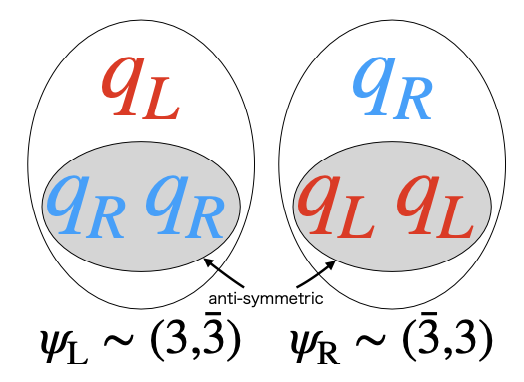 q_L q_R
q_R q_R q_L q_L
anti-symmetric
ψ_L ~ (3,3̄) ψ_R ~ (3̄,3)